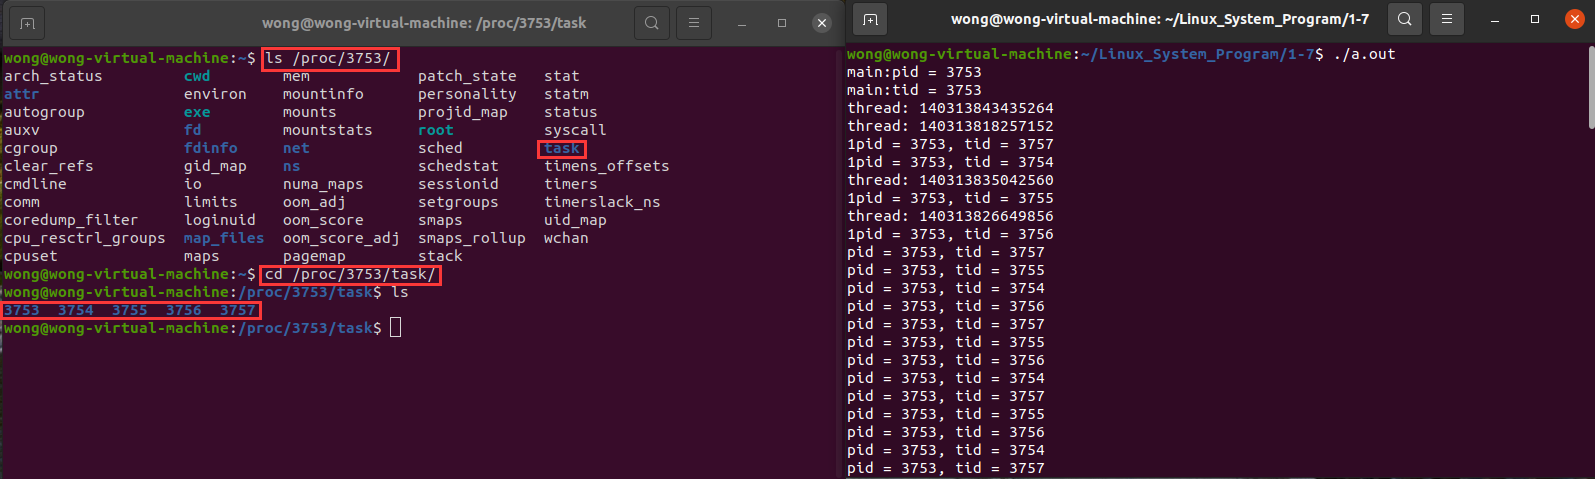 wong@wong-virtual-machine: /proc/3753/task
wong@wong-virtual-machine:~$ ls /proc/3753/
arch_status cwd mem patch_state stat
attr environ mountinfo personality statm
autogroup exe mounts projid_map status
auxv fd mountstats root syscall
cgroup fdinfo net sched task
clear_refs gid_map ns schedstat timens_offsets
cmdline io numa_maps sessionid timers
comm limits oom_adj setgroups timerslack_ns
coredump_filter loginuid oom_score smaps uid_map
cpu_resctrl_groups map_files oom_score_adj smaps_rollup wchan
cpuset maps pagemap stack
wong@wong-virtual-machine:~$ cd /proc/3753/task/
wong@wong-virtual-machine:/proc/3753/task$ ls
3753 3754 3755 3756 3757
wong@wong-virtual-machine:/proc/3753/task$
wong@wong-virtual-machine: ~/Linux_System_Program/1-7
wong@wong-virtual-machine:~/Linux_System_Program/1-7$ ./a.out
main:pid = 3753
main:tid = 3753
thread: 140313843435264
thread: 140313818257152
1pid = 3753, tid = 3757
1pid = 3753, tid = 3754
thread: 140313835042560
1pid = 3753, tid = 3755
thread: 140313826649856
1pid = 3753, tid = 3756
pid = 3753, tid = 3757
pid = 3753, tid = 3755
pid = 3753, tid = 3754
pid = 3753, tid = 3756
pid = 3753, tid = 3757
pid = 3753, tid = 3755
pid = 3753, tid = 3756
pid = 3753, tid = 3754
pid = 3753, tid = 3757
pid = 3753, tid = 3755
pid = 3753, tid = 3756
pid = 3753, tid = 3754
pid = 3753, tid = 3757